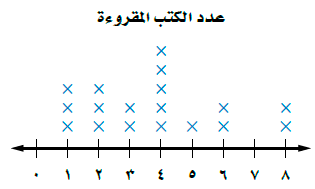 عدد الكتب المقروءة
٠ ١ ٢ ٣ ٤ ٥ ٦ ٧ ٨